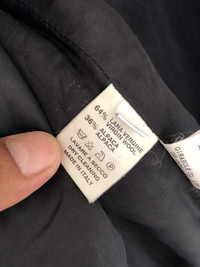 64% LANA VERGINE
VIRGIN WOOL
36% ALPACA
ALPACA
LAVARE A SECCO
DRY CLEANING
MADE IN ITALY